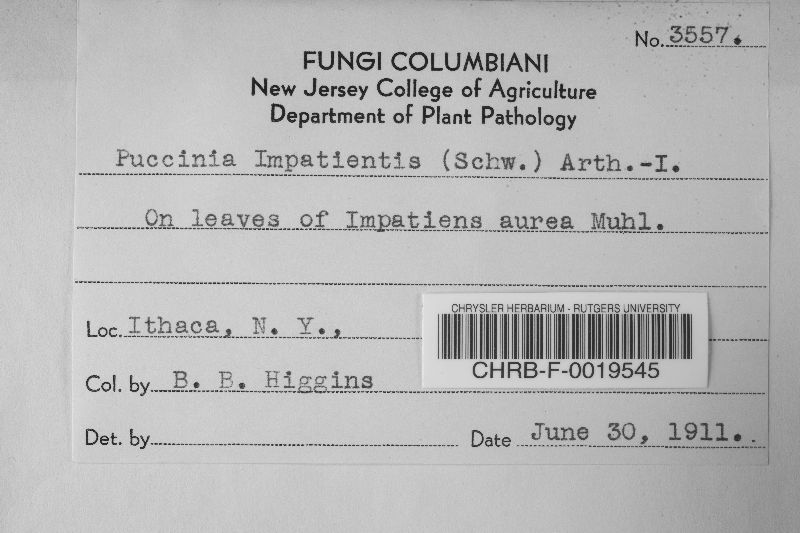 No. 3557.
FUNGI COLUMBIANI
New Jersey College of Agriculture
Department of Plant Pathology
Puccinia Impatientis (Schw.) Arth.-I.
On leaves of Impatiens aurea Muhl.
Loc. Ithaca, N. Y.,
CHRYSLER HERBARIUM - RUTGERS UNIVERSITY
CHRB-F-0019545
Col. by B. B. Higgins
Det. by
Date June 30, 1911.